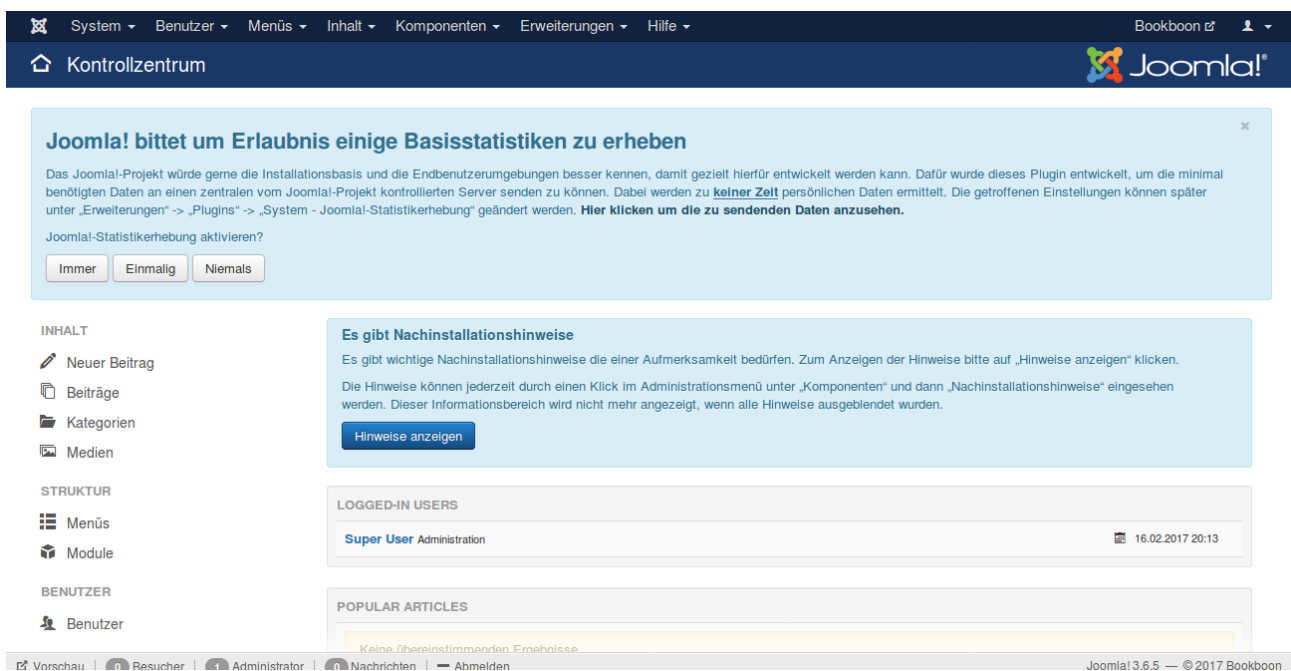 System Benutzer Menüs Inhalt Komponenten Erweiterungen Hilfe Bookboon
Kontrollzentrum Joomla!®
Joomla! bittet um Erlaubnis einige Basisstatistiken zu erheben ×
Das Joomla!-Projekt würde gerne die Installationsbasis und die Endbenutzerumgebungen besser kennen, damit gezielt hierfür entwickelt werden kann. Dafür wurde dieses Plugin entwickelt, um die minimal
benötigten Daten an einen zentralen vom Joomla!-Projekt kontrollierten Server senden zu können. Dabei werden zu keiner Zeit persönlichen Daten ermittelt. Die getroffenen Einstellungen können später
unter „Erweiterungen“ -> „Plugins“ -> „System - Joomla!-Statistikerhebung“ geändert werden. Hier klicken um die zu sendenden Daten anzusehen.
Joomla!-Statistikerhebung aktivieren?
Immer Einmalig Niemals
INHALT
Neuer Beitrag
Beiträge
Kategorien
Medien
STRUKTUR
Menüs
Module
BENUTZER
Benutzer
Es gibt Nachinstallationshinweise
Es gibt wichtige Nachinstallationshinweise die einer Aufmerksamkeit bedürfen. Zum Anzeigen der Hinweise bitte auf „Hinweise anzeigen“ klicken.
Die Hinweise können jederzeit durch einen Klick im Administrationsmenü unter „Komponenten“ und dann „Nachinstallationshinweise“ eingesehen
werden. Dieser Informationsbereich wird nicht mehr angezeigt, wenn alle Hinweise ausgeblendet wurden.
Hinweise anzeigen
LOGGED-IN USERS
Super User Administration 16.02.2017 20:13
POPULAR ARTICLES
Keine übereinstimmenden Ergebnisse
Vorschau | 0 Besucher | 1 Administrator | 0 Nachrichten | Abmelden Joomla! 3.6.5 — © 2017 Bookboon